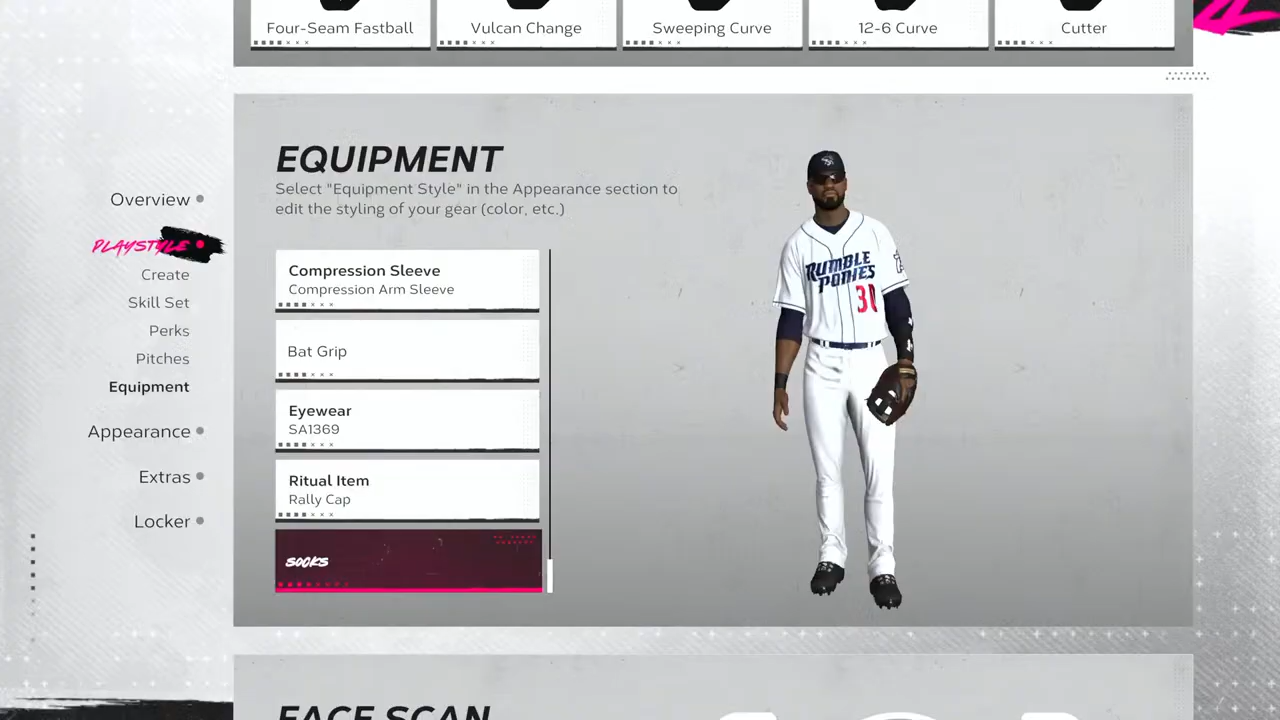 Four-Seam Fastball
Vulcan Change
Sweeping Curve
12-6 Curve
Cutter
EQUIPMENT
Select "Equipment Style" in the Appearance section to
edit the styling of your gear (color, etc.)
Overview
PLAYSTYLE
Create
Skill Set
Perks
Pitches
Equipment
Appearance
Extras
Locker
Compression Sleeve
Compression Arm Sleeve
Bat Grip
Eyewear
SA1369
Ritual Item
Rally Cap
SOCKS
RUMBLE
PONIES
30
FACE SCAN